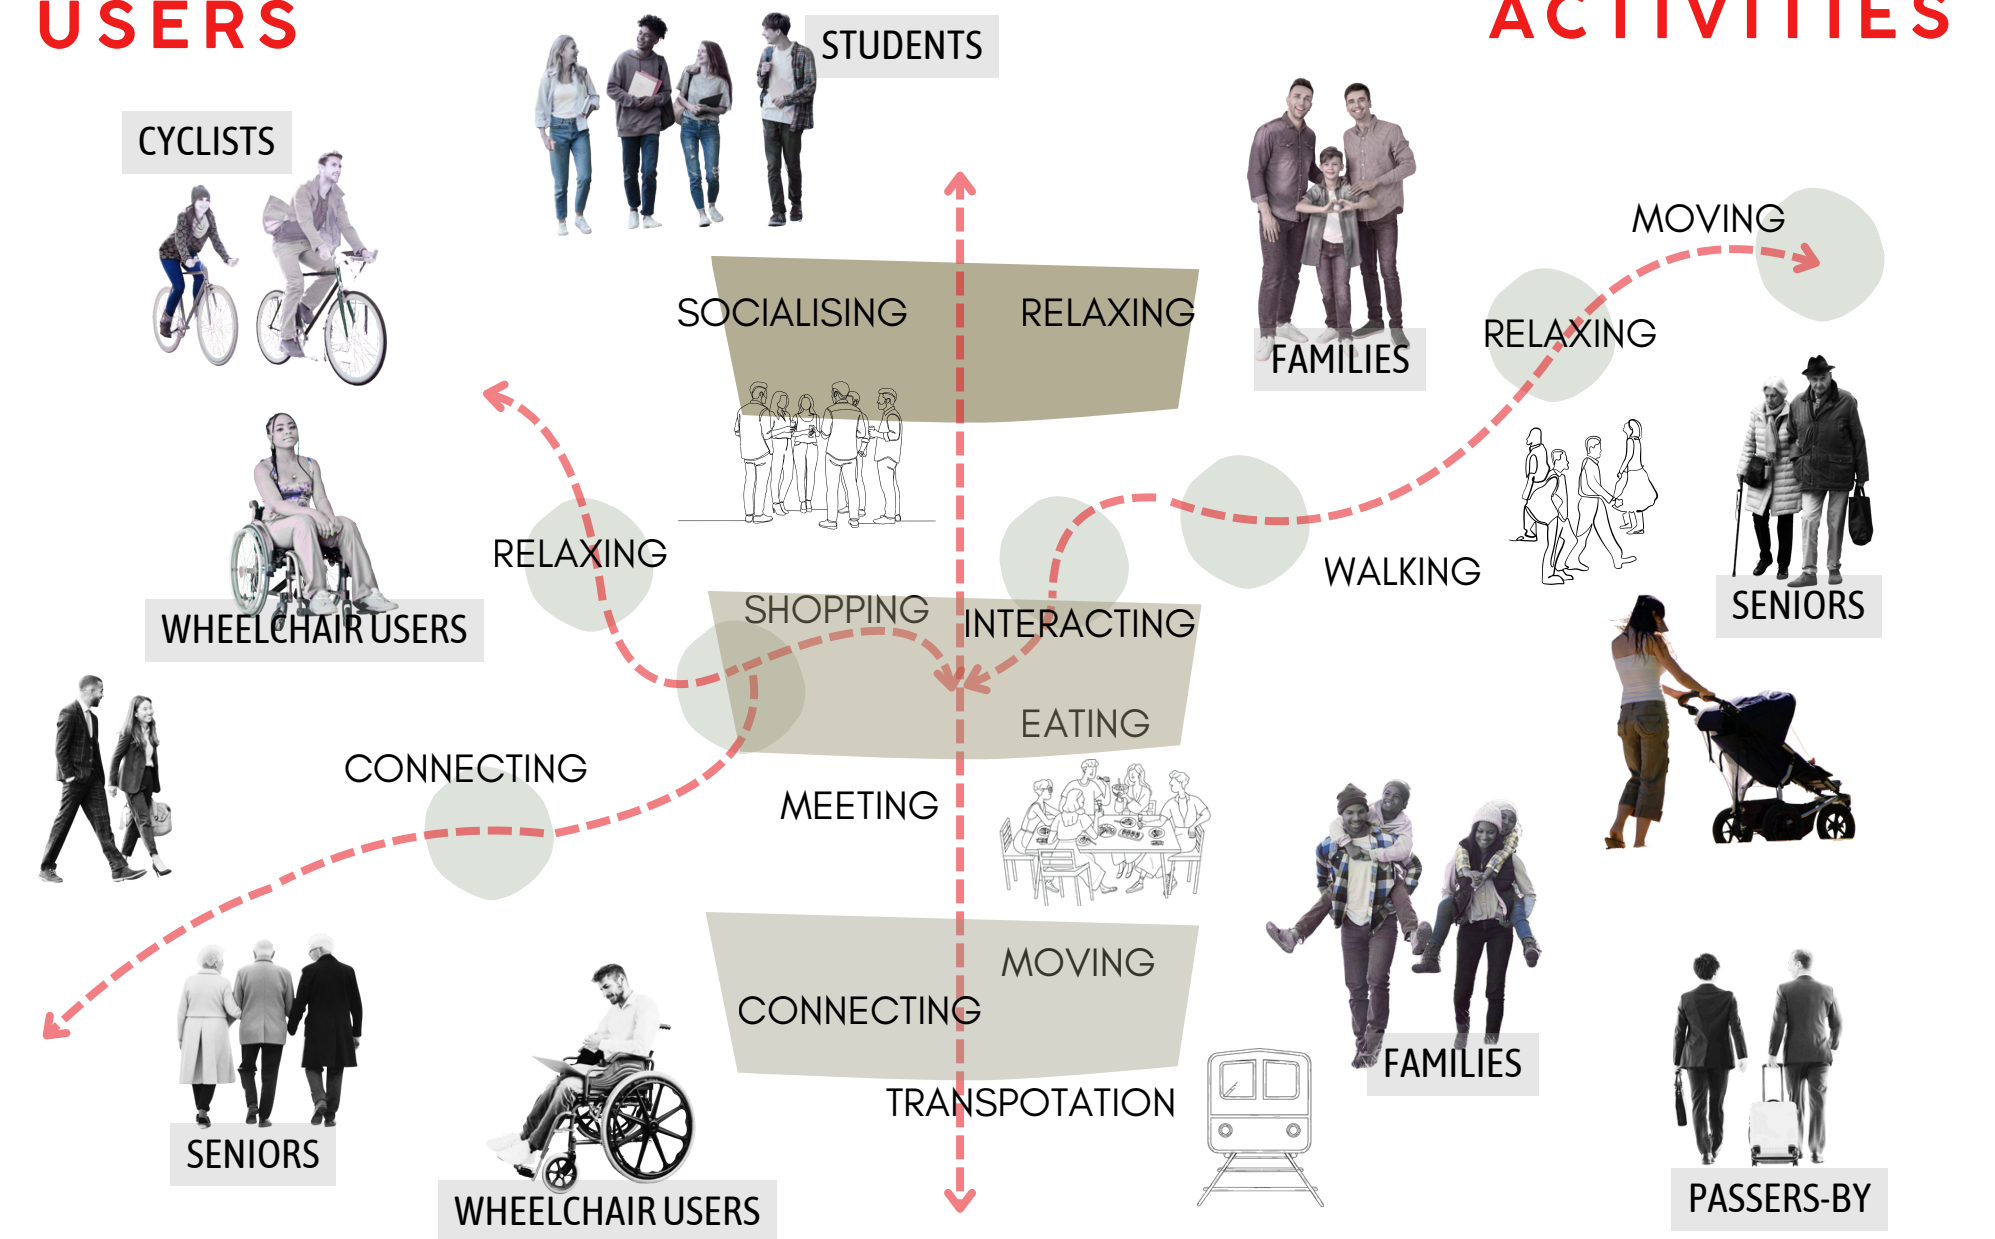 USERS
ACTIVITIES
STUDENTS
CYCLISTS
MOVING
SOCIALISING
RELAXING
RELAXING
FAMILIES
RELAXING
WALKING
SHOPPING
INTERACTING
SENIORS
WHEELCHAIR USERS
EATING
CONNECTING
MEETING
MOVING
CONNECTING
FAMILIES
TRANSPOTATION
SENIORS
WHEELCHAIR USERS
PASSERS-BY